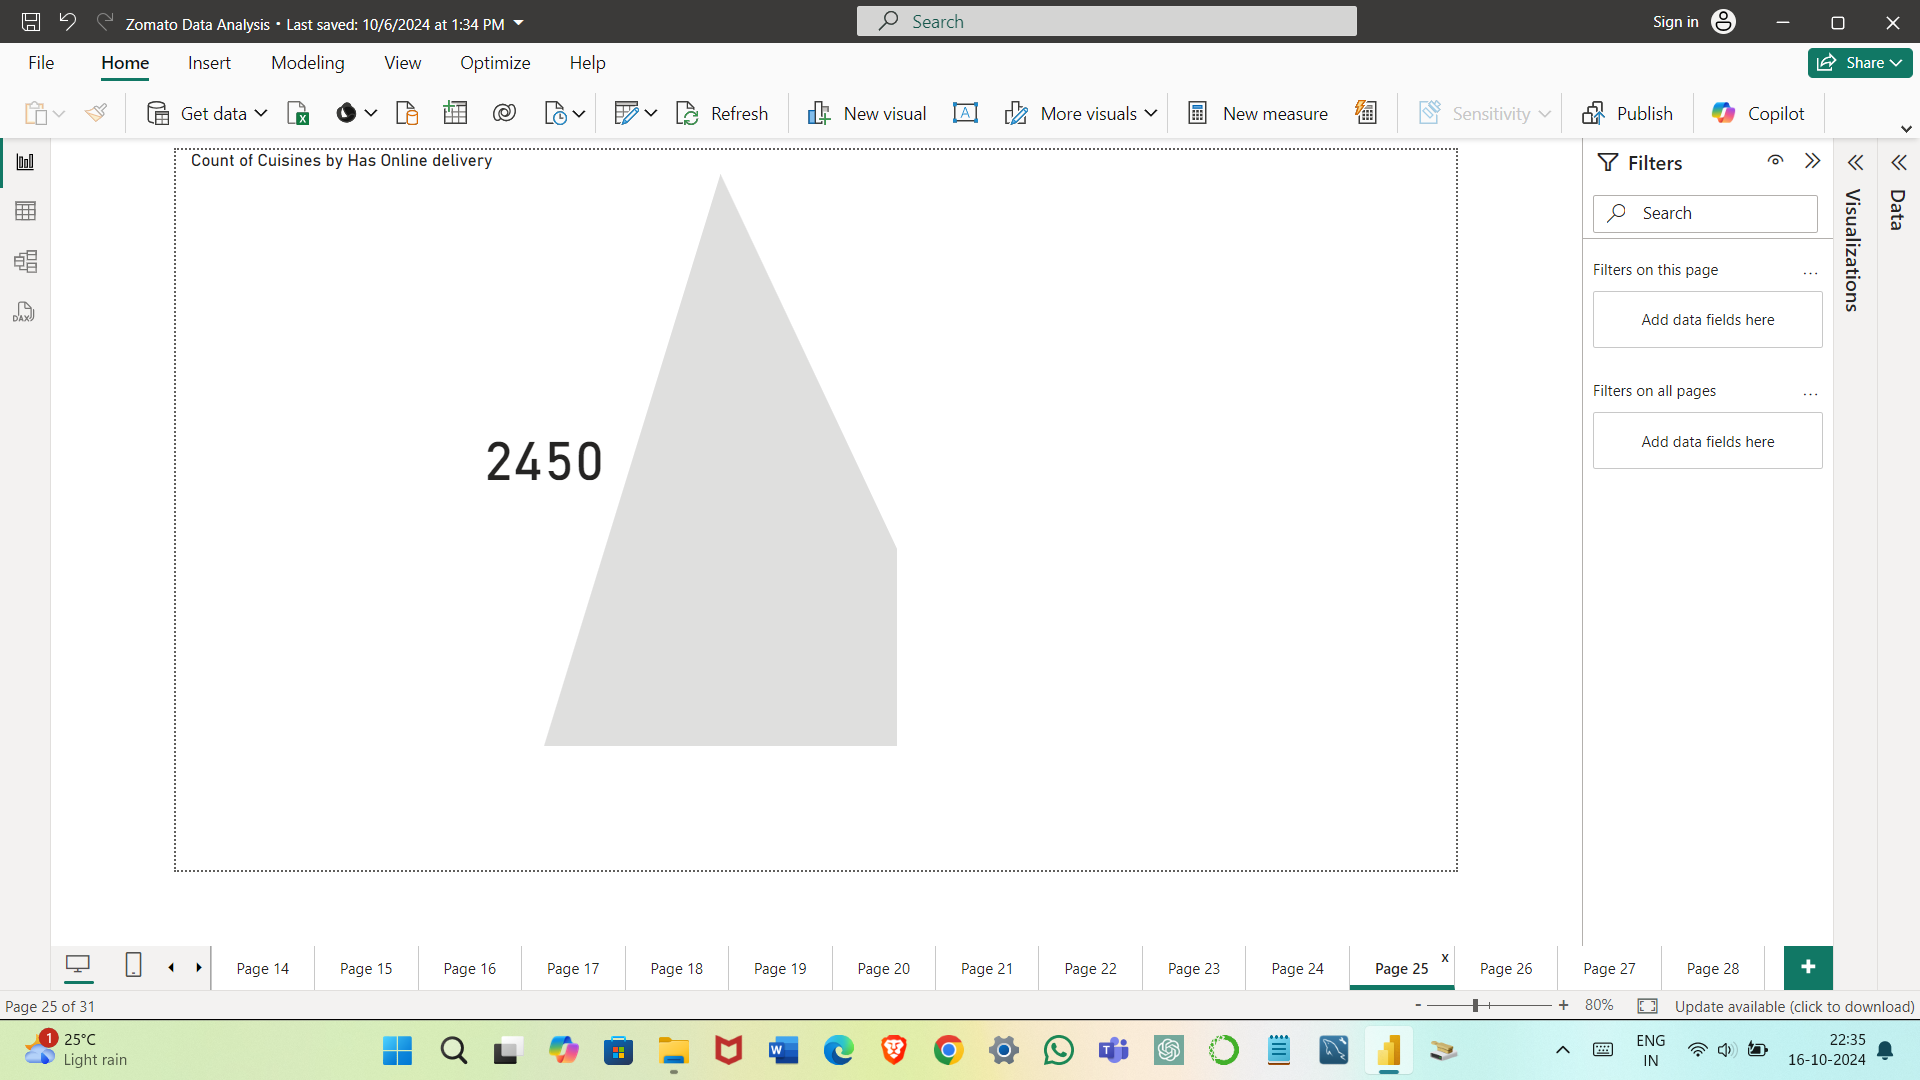 Zomato Data Analysis • Last saved: 10/6/2024 at 1:34 PM
Search
Sign in
File Home Insert Modeling View Optimize Help
Share
Get data
Refresh
New visual
More visuals
New measure
Sensitivity
Publish
Copilot
DAX
Count of Cuisines by Has Online delivery
2450
Filters
Search
Filters on this page
...
Add data fields here
Filters on all pages
...
Add data fields here
Visualizations
Data
Page 14 Page 15 Page 16 Page 17 Page 18 Page 19 Page 20 Page 21 Page 22 Page 23 Page 24 Page 25 x Page 26 Page 27 Page 28 +
Page 25 of 31
- + 80%
Update available (click to download)
1
25°C
Light rain
ENG
IN
22:35
16-10-2024